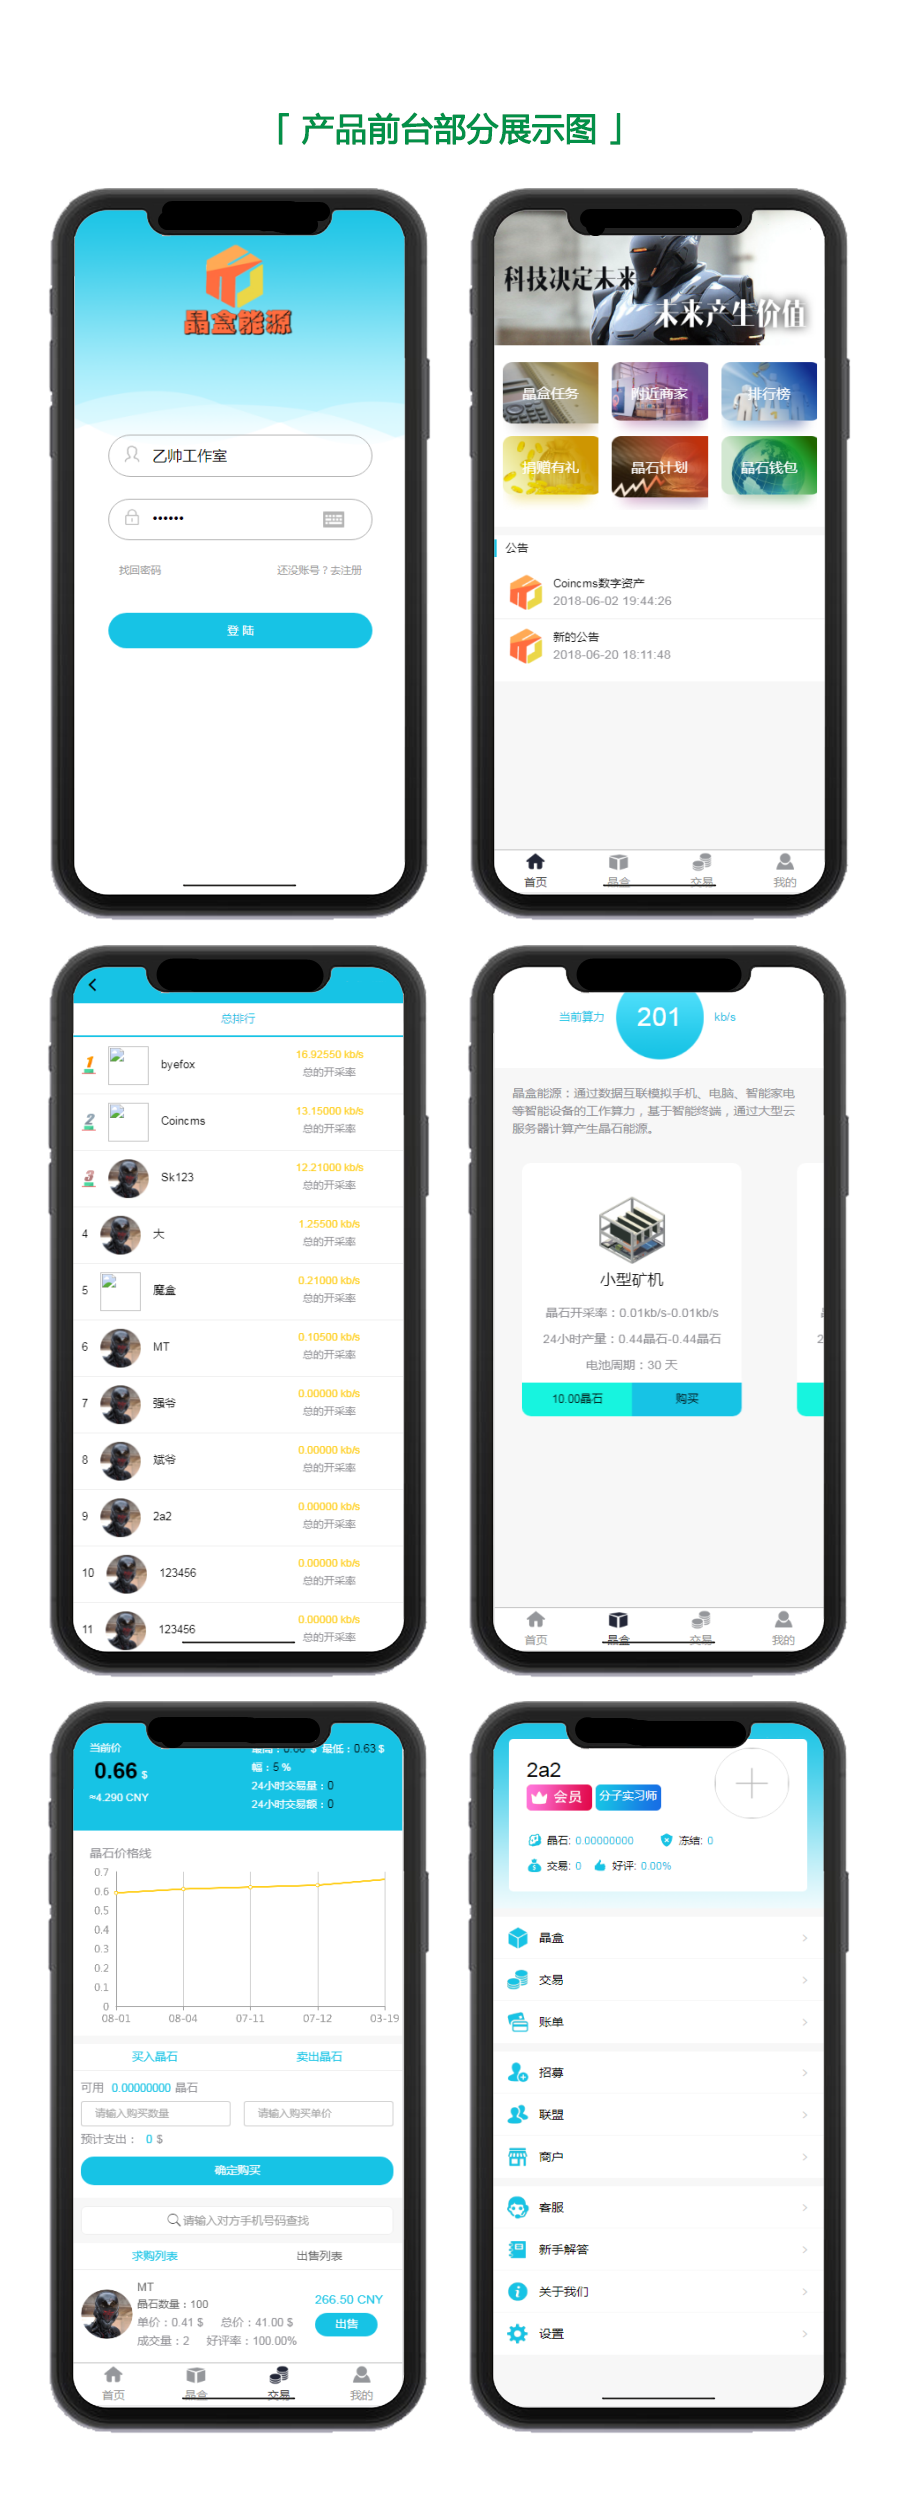 「 产品前台部分展示图 」
晶盒能源
乙帅工作室
••••••
找回密码 还没账号？去注册
登 陆
科技决定未来
未来产生价值
晶盒任务 附近商家 排行榜
捐赠有礼 晶石计划 晶石钱包
公告
Coincms数字资产
2018-06-02 19:44:26
新的公告
2018-06-20 18:11:48
首页 晶盒 交易 我的
总排行
1 byefox 16.92550 kb/s
总的开采率
2 Coincms 13.15000 kb/s
总的开采率
3 Sk123 12.21000 kb/s
总的开采率
4 大 1.25500 kb/s
总的开采率
5 魔盒 0.21000 kb/s
总的开采率
6 MT 0.10500 kb/s
总的开采率
7 强爷 0.00000 kb/s
总的开采率
8 斌爷 0.00000 kb/s
总的开采率
9 2a2 0.00000 kb/s
总的开采率
10 123456 0.00000 kb/s
总的开采率
11 123456 0.00000 kb/s
总的开采率
当前算力 201 kb/s
晶盒能源：通过数据互联模拟手机、电脑、智能家电
等智能设备的工作算力，基于智能终端，通过大型云
服务器计算产生晶石能源。
小型矿机
晶石开采率：0.01kb/s-0.01kb/s
24小时产量：0.44晶石-0.44晶石 2
电池周期：30 天
10.00晶石 购买
首页 晶盒 交易 我的
当前价 最高：0.66 $ 最低：0.63 $
0.66 $ 幅：5 %
24小时交易量：0
≈4.290 CNY 24小时交易额：0
晶石价格线
0.7
0.6
0.5
0.4
0.3
0.2
0.1
0
08-01 08-04 07-11 07-12 03-19
买入晶石 卖出晶石
可用 0.00000000 晶石
请输入购买数量 请输入购买单价
预计支出： 0 $
确定购买
请输入对方手机号码查找
求购列表 出售列表
MT
晶石数量：100 266.50 CNY
单价：0.41 $ 总价：41.00 $ 出售
成交量：2 好评率：100.00%
首页 晶盒 交易 我的
2a2
会员 分子实习师
晶石: 0.00000000 冻结: 0
交易: 0 好评: 0.00%
晶盒
交易
账单
招募
联盟
商户
客服
新手解答
关于我们
设置